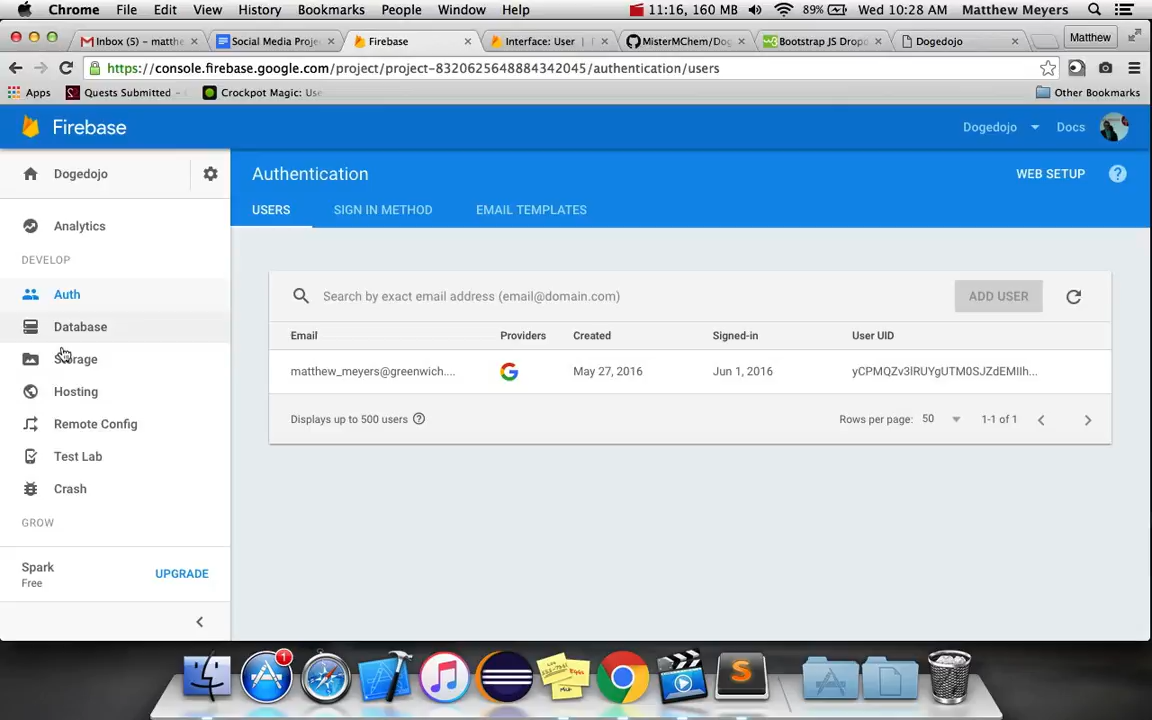 Chrome File Edit View History Bookmarks People Window Help 11:16, 160 MB 89% Wed 10:28 AM Matthew Meyers
Inbox (5) – matthe Social Media Proje Firebase Interface: User | MisterMChem/Dog Bootstrap JS Dropo Dogedojo Matthew
https://console.firebase.google.com/project/project-8320625648884342045/authentication/users
Apps Quests Submitted – Crockpot Magic: Us Other Bookmarks
Firebase Dogedojo Docs
Dogedojo Authentication WEB SETUP ?
USERS SIGN IN METHOD EMAIL TEMPLATES
Analytics
DEVELOP
Auth Search by exact email address (email@domain.com) ADD USER
Database Email Providers Created Signed-in User UID
Storage matthew_meyers@greenwich.... G May 27, 2016 Jun 1, 2016 yCPMQZv3lRUYgUTM0SJZdEMIIh...
Hosting
Remote Config Displays up to 500 users ? Rows per page: 50 1-1 of 1
Test Lab
Crash
GROW
Spark
Free UPGRADE
1